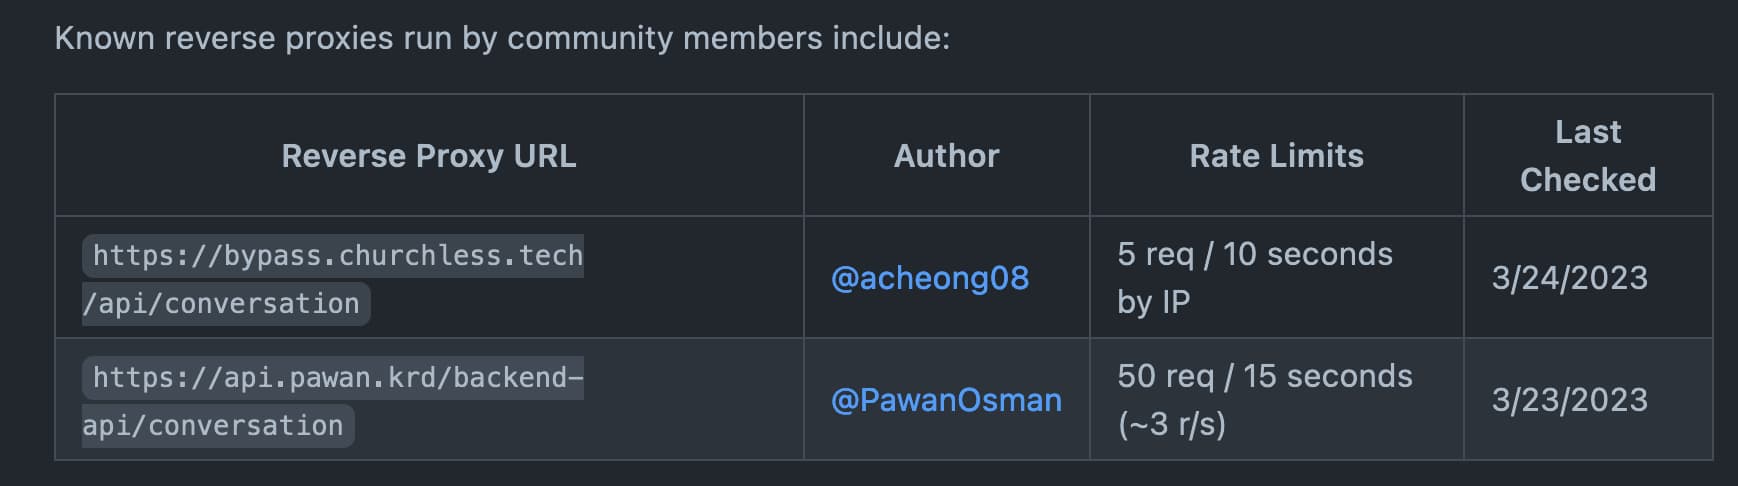 Known reverse proxies run by community members include:
Reverse Proxy URL
Author
Rate Limits
Last
Checked
https://bypass.churchless.tech
/api/conversation
@acheong08
5 req / 10 seconds
by IP
3/24/2023
https://api.pawan.krd/backend-
api/conversation
@PawanOsman
50 req / 15 seconds
(~3 r/s)
3/23/2023